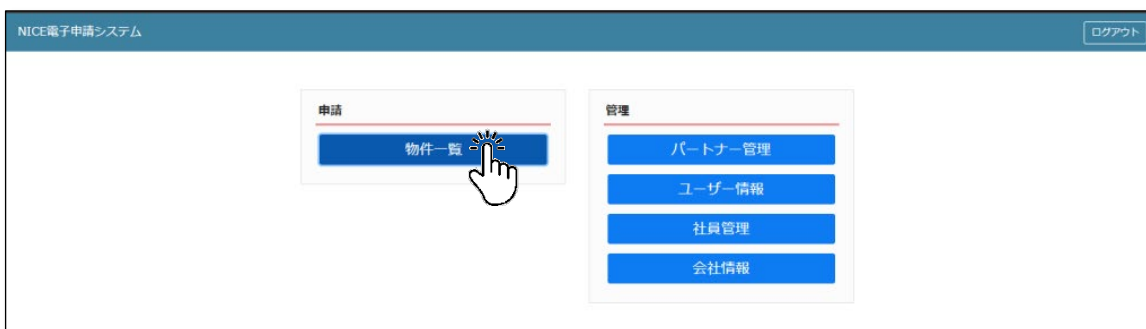 NICE電子申請システム
ログアウト
申請
物件一覧
管理
パートナー管理
ユーザー情報
社員管理
会社情報